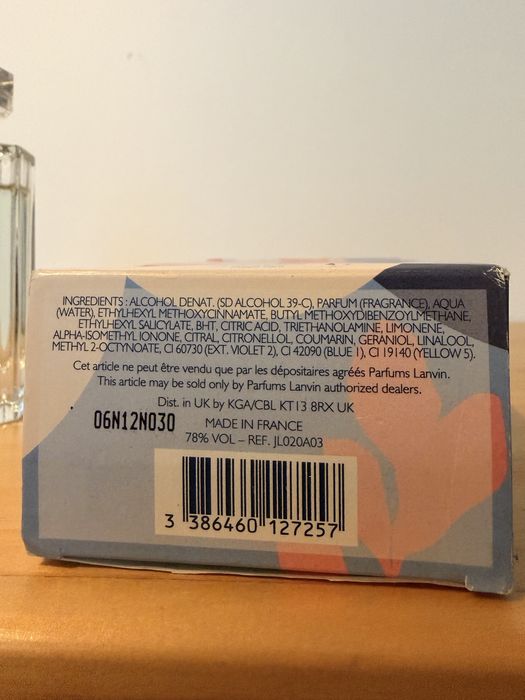 INGREDIENTS : ALCOHOL DENAT. (SD ALCOHOL 39-C), PARFUM (FRAGRANCE), AQUA
(WATER), ETHYLHEXYL METHOXYCINNAMATE, BUTYL METHOXYDIBENZOYLMETHANE,
ETHYLHEXYL SALICYLATE, BHT, CITRIC ACID, TRIETHANOLAMINE, LIMONENE,
ALPHA-ISOMETHYL IONONE, CITRAL, CITRONELLOL, COUMARIN, GERANIOL, LINALOOL,
METHYL 2-OCTYNOATE, CI 60730 (EXT. VIOLET 2), CI 42090 (BLUE 1), CI 19140 (YELLOW 5).
Cet article ne peut être vendu que par les dépositaires agréés Parfums Lanvin.
This article may be sold only by Parfums Lanvin authorized dealers.
Dist. in UK by KGA/CBL KT13 8RX UK
06N12N030
MADE IN FRANCE
78% VOL – REF. JL020A03
3 386460 127257